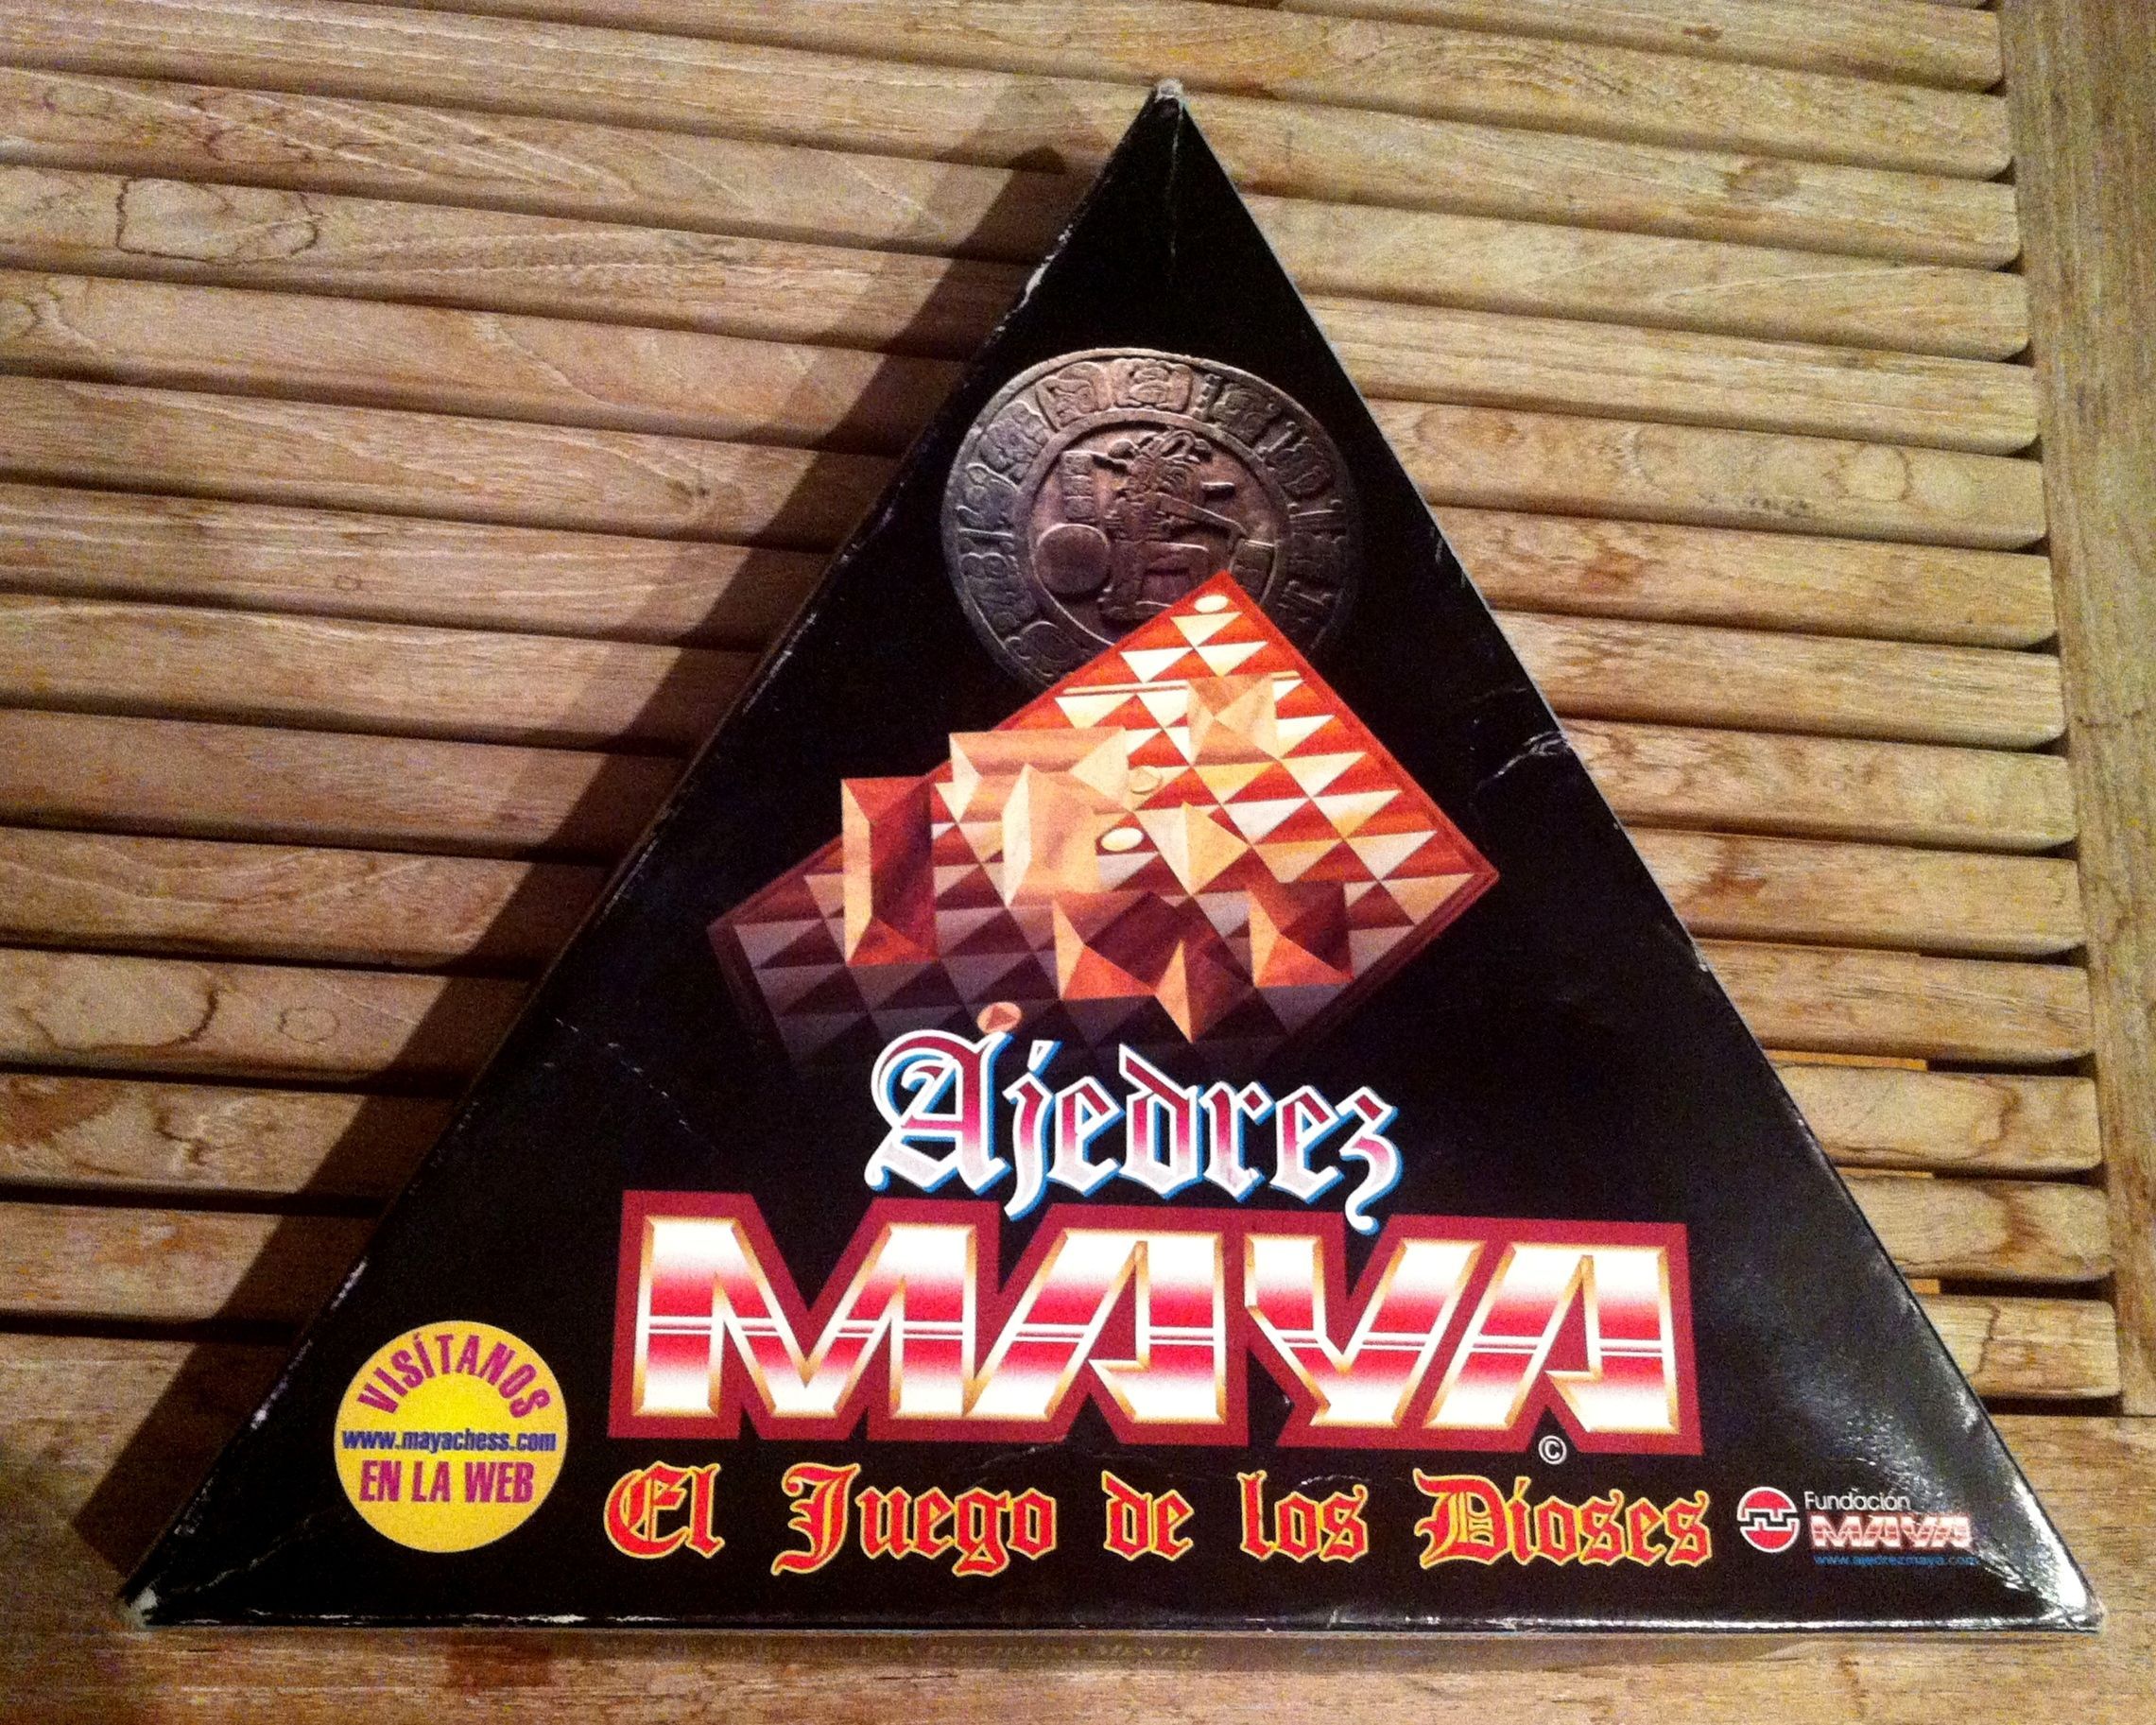 Ajedrez
MAYA
©
VISÍTANOS
www.mayachess.com
EN LA WEB
El Juego de los Dioses
Fundación
MAYA
www.ajedrezmaya.com